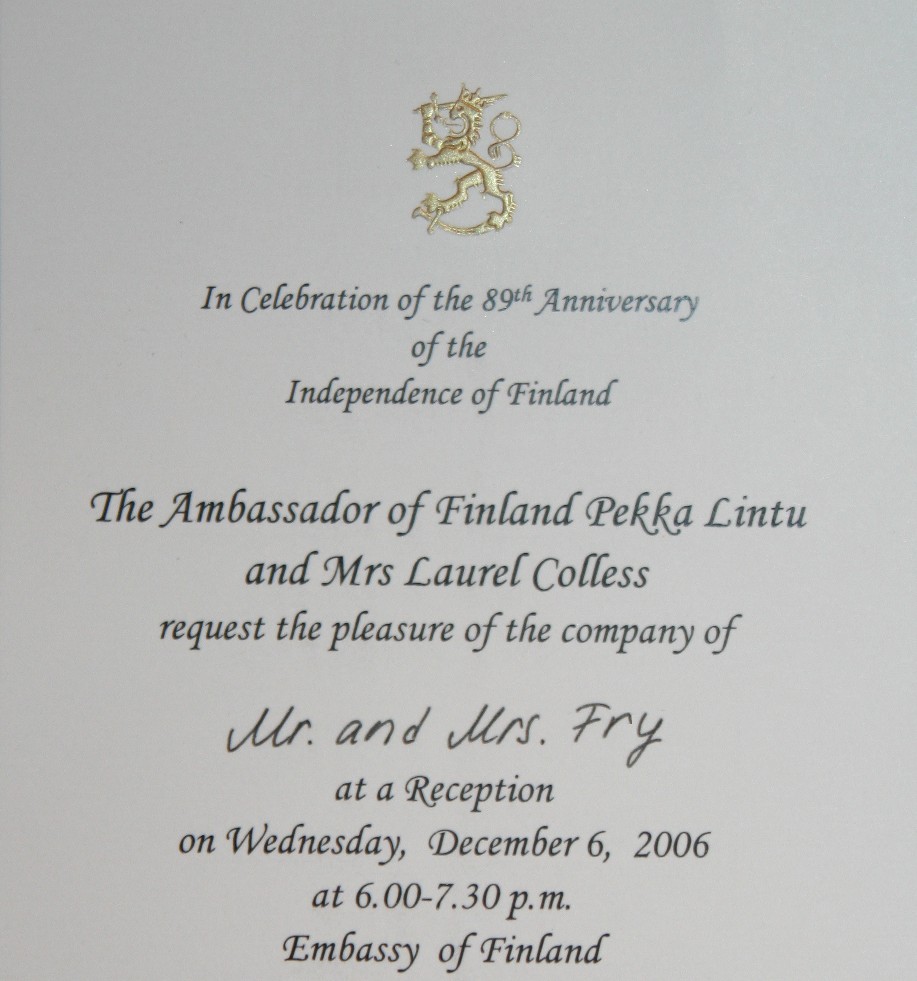 In Celebration of the 89th Anniversary
of the
Independence of Finland
The Ambassador of Finland Pekka Lintu
and Mrs Laurel Colless
request the pleasure of the company of
Mr. and Mrs. Fry
at a Reception
on Wednesday, December 6, 2006
at 6.00-7.30 p.m.
Embassy of Finland